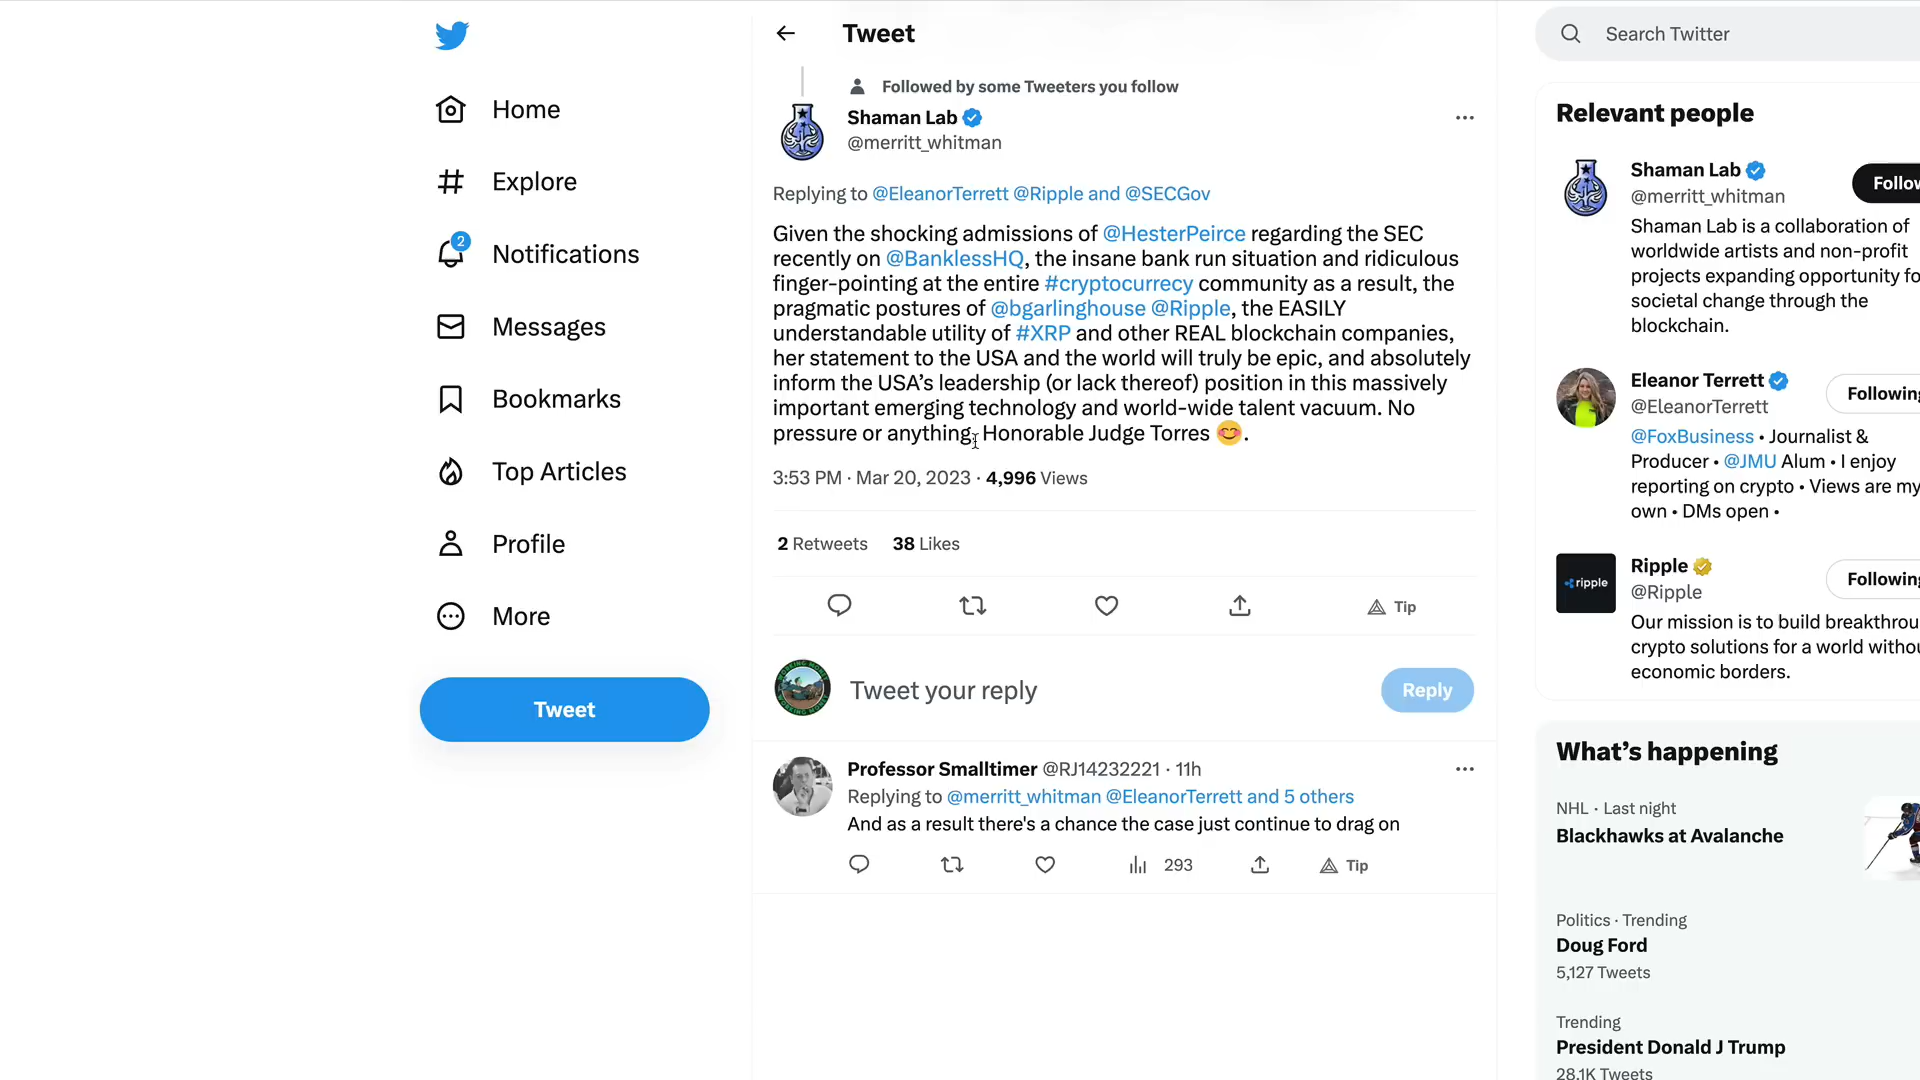 Home
Explore
2
Notifications
Messages
Bookmarks
Top Articles
Profile
More
Tweet
Tweet
Followed by some Tweeters you follow
Shaman Lab
@merritt_whitman
Replying to @EleanorTerrett @Ripple and @SECGov
Given the shocking admissions of @HesterPeirce regarding the SEC
recently on @BanklessHQ, the insane bank run situation and ridiculous
finger-pointing at the entire #cryptocurrecy community as a result, the
pragmatic postures of @bgarlinghouse @Ripple, the EASILY
understandable utility of #XRP and other REAL blockchain companies,
her statement to the USA and the world will truly be epic, and absolutely
inform the USA’s leadership (or lack thereof) position in this massively
important emerging technology and world-wide talent vacuum. No
pressure or anything, Honorable Judge Torres 😊.
3:53 PM · Mar 20, 2023 · 4,996 Views
2 Retweets 38 Likes
Tip
Tweet your reply
Reply
Professor Smalltimer @RJ14232221 · 11h
Replying to @merritt_whitman @EleanorTerrett and 5 others
And as a result there's a chance the case just continue to drag on
293
Tip
Search Twitter
Relevant people
Shaman Lab
@merritt_whitman
Follow
Shaman Lab is a collaboration of
worldwide artists and non-profit
projects expanding opportunity fo
societal change through the
blockchain.
Eleanor Terrett
@EleanorTerrett
Following
@FoxBusiness • Journalist &
Producer • @JMU Alum • I enjoy
reporting on crypto • Views are my
own • DMs open •
ripple
Ripple
@Ripple
Following
Our mission is to build breakthrou
crypto solutions for a world withou
economic borders.
What’s happening
NHL · Last night
Blackhawks at Avalanche
Politics · Trending
Doug Ford
5,127 Tweets
Trending
President Donald J Trump
28.1K Tweets